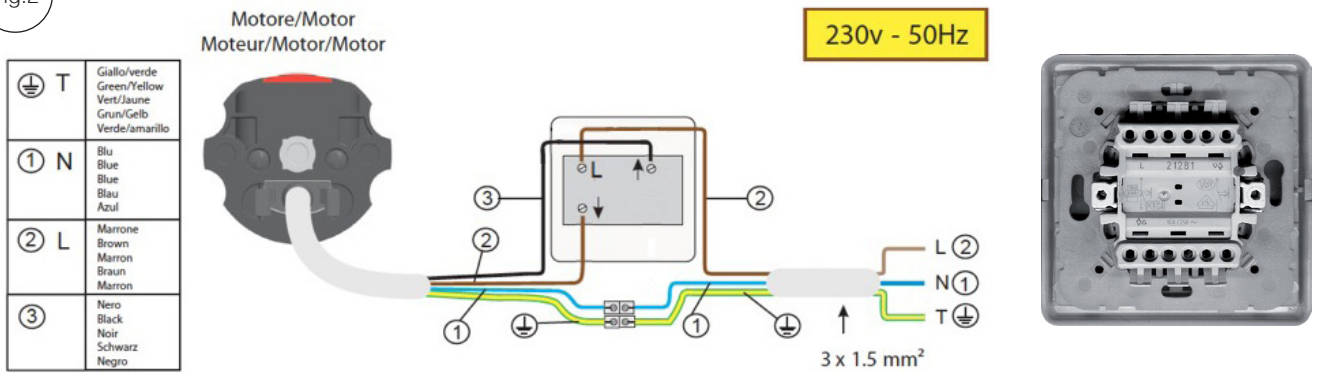 Fig.2
Motore/Motor
Moteur/Motor/Motor
230v - 50Hz
T
Giallo/verde
Green/Yellow
Vert/Jaune
Grun/Gelb
Verde/amarillo
1 N
Blu
Blue
Blue
Blau
Azul
2 L
Marrone
Brown
Marron
Braun
Marron
3
Nero
Black
Noir
Schwarz
Negro
3
2
1
L
2
1
L 2
N 1
T
3 x 1.5 mm²
L 21281